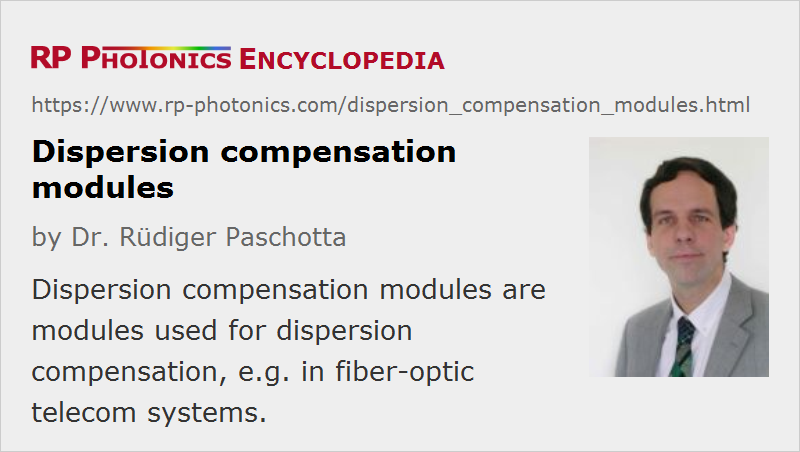 RP PHOTONICS ENCYCLOPEDIA
https://www.rp-photonics.com/dispersion_compensation_modules.html
Dispersion compensation
modules
by Dr. Rüdiger Paschotta
Dispersion compensation modules are
modules used for dispersion
compensation, e.g. in fiber-optic
telecom systems.